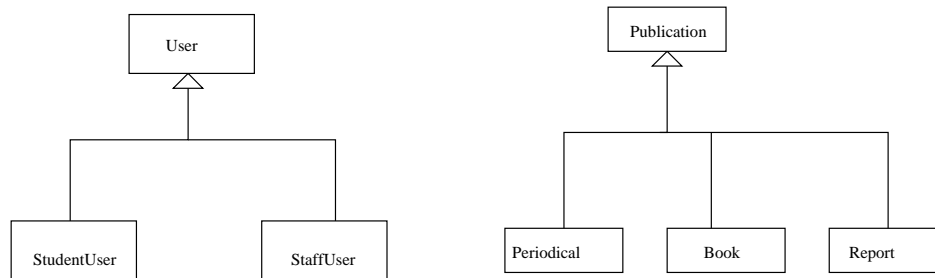 User
StudentUser
StaffUser
Publication
Periodical
Book
Report